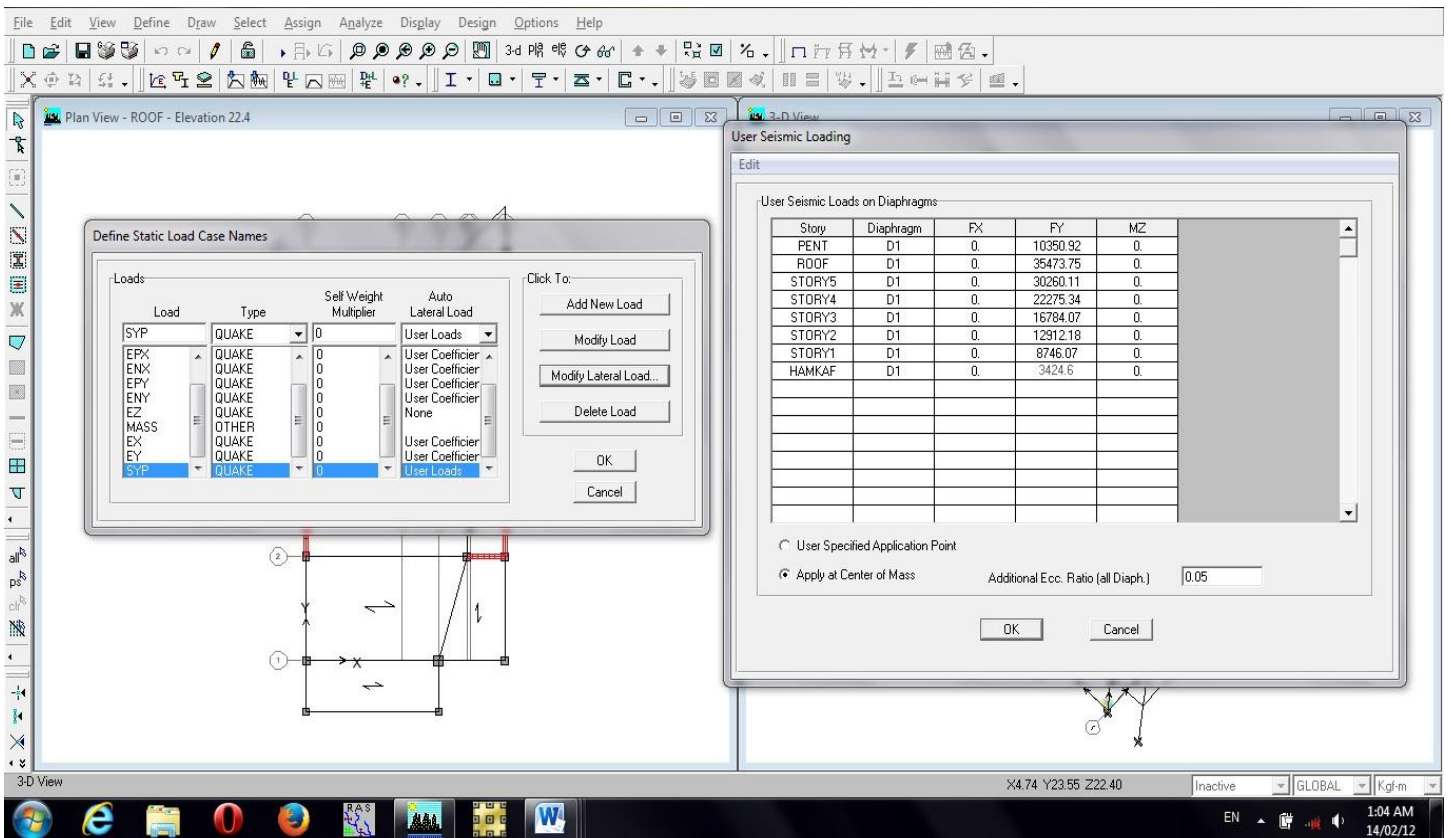 File Edit View Define Draw Select Assign Analyze Display Design Options Help
3-d
Plan View - ROOF - Elevation 22.4
3-D View
Define Static Load Case Names
Loads
Load Type Self Weight Multiplier Auto Lateral Load
SYP QUAKE 0 User Loads
EPX QUAKE 0 User Coefficier
ENX QUAKE 0 User Coefficier
EPY QUAKE 0 User Coefficier
ENY QUAKE 0 User Coefficier
EZ QUAKE 0 None
MASS OTHER 0
EX QUAKE 0 User Coefficier
EY QUAKE 0 User Coefficier
SYP QUAKE 0 User Loads
Click To:
Add New Load
Modify Load
Modify Lateral Load...
Delete Load
OK
Cancel
2
Y
1
X
User Seismic Loading
Edit
User Seismic Loads on Diaphragms
Story Diaphragm FX FY MZ
PENT D1 0. 10350.92 0.
ROOF D1 0. 35473.75 0.
STORY5 D1 0. 30260.11 0.
STORY4 D1 0. 22275.34 0.
STORY3 D1 0. 16784.07 0.
STORY2 D1 0. 12912.18 0.
STORY1 D1 0. 8746.07 0.
HAMKAF D1 0. 3424.6 0.
User Specified Application Point
Apply at Center of Mass Additional Ecc. Ratio (all Diaph.) 0.05
OK Cancel
all
ps
clr
3-D View X4.74 Y23.55 Z22.40 Inactive GLOBAL Kgf-m
RAS
W
EN 1:04 AM
14/02/12